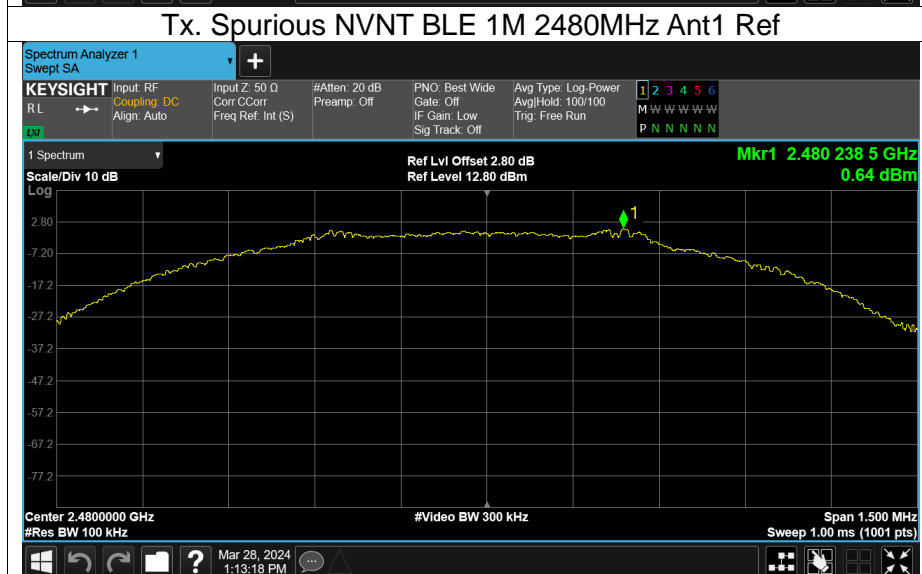 Tx. Spurious NVNT BLE 1M 2480MHz Ant1 Ref
Spectrum Analyzer 1
Swept SA
+
KEYSIGHT Input: RF Input Z: 50 Ω #Atten: 20 dB PNO: Best Wide Avg Type: Log-Power 1 2 3 4 5 6
RL Coupling: DC Corr CCorr Preamp: Off Gate: Off Avg|Hold: 100/100 M W W W W W
Align: Auto Freq Ref: Int (S) IF Gain: Low Trig: Free Run
LXI Sig Track: Off P N N N N N
1 Spectrum Ref Lvl Offset 2.80 dB Mkr1 2.480 238 5 GHz
Scale/Div 10 dB Ref Level 12.80 dBm 0.64 dBm
Log
1
2.80
-7.20
-17.2
-27.2
-37.2
-47.2
-57.2
-67.2
-77.2
Center 2.4800000 GHz #Video BW 300 kHz Span 1.500 MHz
#Res BW 100 kHz Sweep 1.00 ms (1001 pts)
? Mar 28, 2024
1:13:18 PM